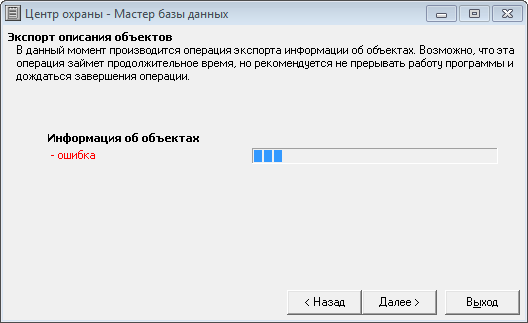 Центр охраны - Мастер базы данных
Экспорт описания объектов
В данный момент производится операция экспорта информации об объектах. Возможно, что эта
операция займет продолжительное время, но рекомендуется не прерывать работу программы и
дождаться завершения операции.
Информация об объектах
- ошибка
< Назад Далее > Выход